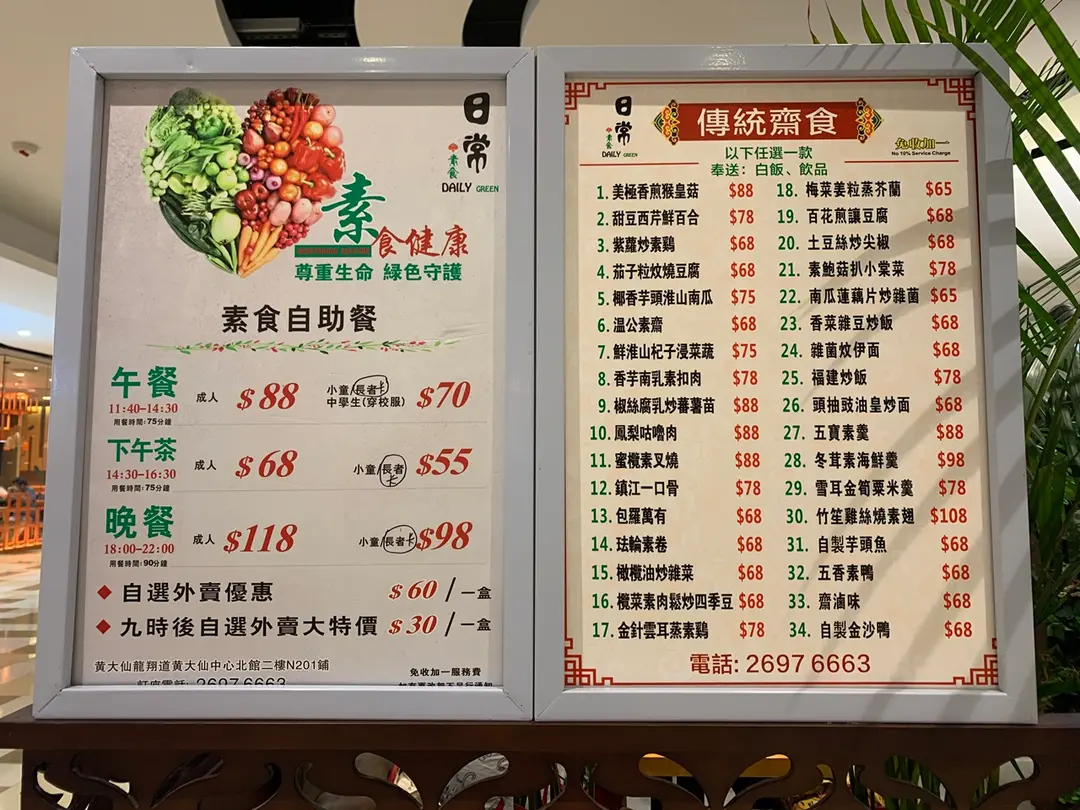 日常
素食
DAILY GREEN
素食健康
尊重生命 綠色守護
素食自助餐
午餐 成人 $88 小童/長者卡 中學生(穿校服) $70
11:40-14:30
用餐時間:75分鐘
下午茶 成人 $68 小童/長者卡 $55
14:30-16:30
用餐時間:75分鐘
晚餐 成人 $118 小童/長者卡 $98
18:00-22:00
用餐時間:90分鐘
◆ 自選外賣優惠 $60/一盒
◆ 九時後自選外賣大特價 $30/一盒
黃大仙龍翔道黃大仙中心北館二樓N201鋪
訂座電話: 2697 6663
免收加一服務費
如有更改恕不另行通知
日常
素食
DAILY GREEN
傳統齋食
免收加一
No 10% Service Charge
以下任選一款
奉送:白飯、飲品
1. 美極香煎猴皇菇 $88
2. 甜豆西芹鮮百合 $78
3. 紫蘿炒素鷄 $68
4. 茄子粒炆燒豆腐 $68
5. 椰香芋頭淮山南瓜 $75
6. 温公素齋 $68
7. 鮮淮山杞子浸菜蔬 $75
8. 香芋南乳素扣肉 $78
9. 椒絲腐乳炒蕃薯苗 $88
10. 鳳梨咕嚕肉 $88
11. 蜜欖素叉燒 $88
12. 鎮江一口骨 $78
13. 包羅萬有 $68
14. 珐輪素卷 $68
15. 橄欖油炒雜菜 $68
16. 欖菜素肉鬆炒四季豆 $68
17. 金針雲耳蒸素鷄 $78
18. 梅菜姜粒蒸芥蘭 $65
19. 百花煎讓豆腐 $68
20. 土豆絲炒尖椒 $68
21. 素鮑菇扒小棠菜 $78
22. 南瓜蓮藕片炒雜菌 $65
23. 香菜雜豆炒飯 $68
24. 雜菌炆伊面 $68
25. 福建炒飯 $78
26. 頭抽豉油皇炒面 $68
27. 五寶素羹 $88
28. 冬茸素海鮮羹 $98
29. 雪耳金筍粟米羹 $78
30. 竹笙雞絲燒素翅 $108
31. 自製芋頭魚 $68
32. 五香素鴨 $68
33. 齋滷味 $68
34. 自製金沙鴨 $68
電話: 2697 6663